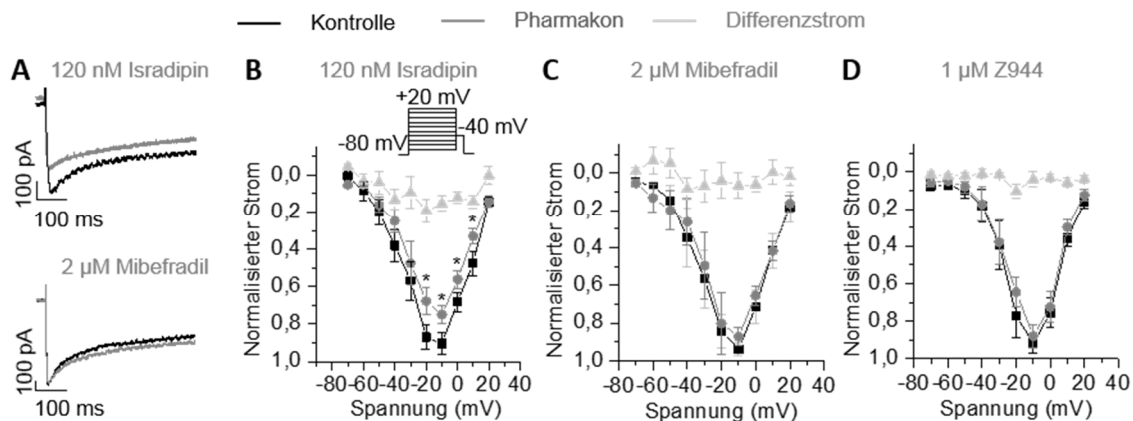 Kontrolle Pharmakon Differenzstrom
A 120 nM Isradipin
100 pA
100 ms
2 µM Mibefradil
100 pA
100 ms
B 120 nM Isradipin
+20 mV
-80 mV
-40 mV
Normalisierter Strom
0,0
0,2
0,4
0,6
0,8
1,0
* * * *
-80 -60 -40 -20 0 20 40
Spannung (mV)
C 2 µM Mibefradil
Normalisierter Strom
0,0
0,2
0,4
0,6
0,8
1,0
-80 -60 -40 -20 0 20 40
Spannung (mV)
D 1 µM Z944
Normalisierter Strom
0,0
0,2
0,4
0,6
0,8
1,0
-80 -60 -40 -20 0 20 40
Spannung (mV)